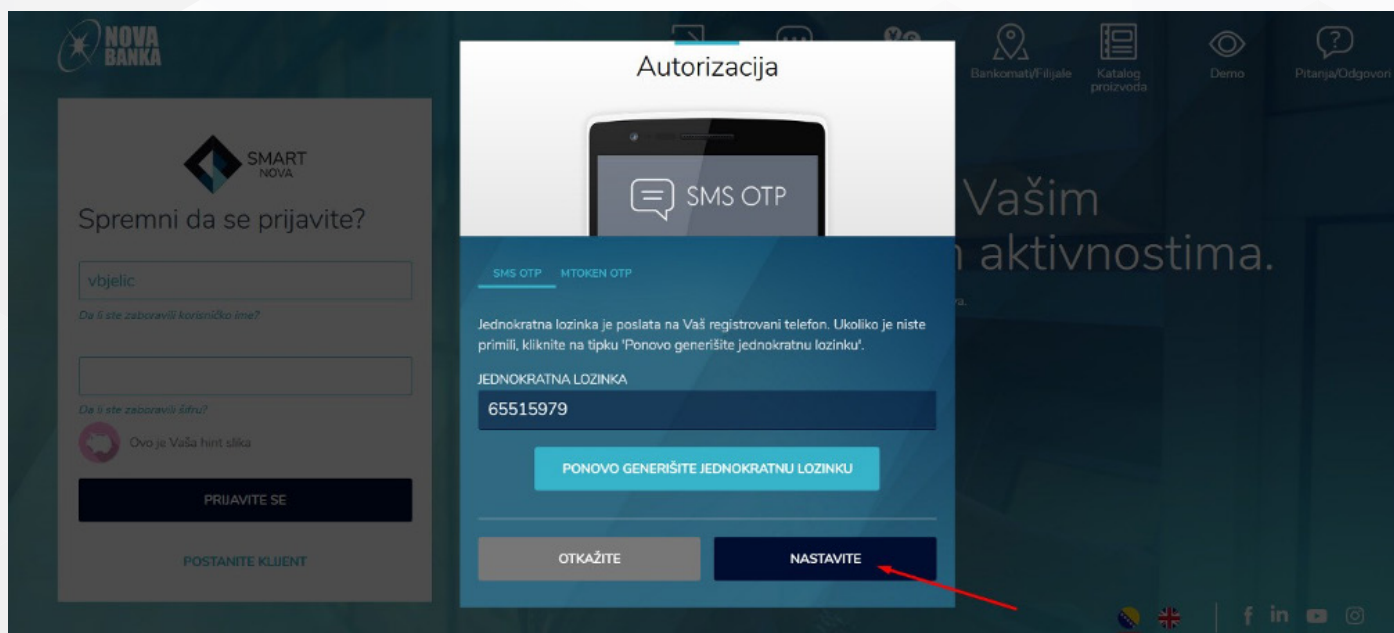 NOVA
BANKA
Bankomati/Filijale
Katalog
proizvoda
Demo
Pitanja/Odgovori
SMART
NOVA
Spremni da se prijavite?
vbjelic
Da li ste zaboravili korisničko ime?
Da li ste zaboravili šifru?
Ovo je Vaša hint slika
PRIJAVITE SE
POSTANITE KLIJENT
Autorizacija
SMS OTP
SMS OTP MTOKEN OTP
Jednokratna lozinka je poslata na Vaš registrovani telefon. Ukoliko je niste
primili, kliknite na tipku 'Ponovo generišite jednokratnu lozinku'.
JEDNOKRATNA LOZINKA
65515979
PONOVO GENERIŠITE JEDNOKRATNU LOZINKU
OTKAŽITE
NASTAVITE
Vašim
aktivnostima.